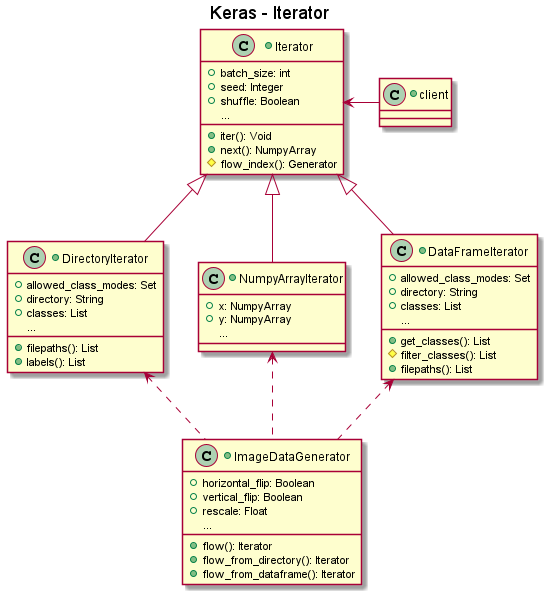 Keras - Iterator
C Iterator
batch_size: int
seed: Integer
shuffle: Boolean
...
iter(): Void
next(): NumpyArray
flow_index(): Generator
C client
C DirectoryIterator
allowed_class_modes: Set
directory: String
classes: List
...
filepaths(): List
labels(): List
C NumpyArrayIterator
x: NumpyArray
y: NumpyArray
...
C DataFrameIterator
allowed_class_modes: Set
directory: String
classes: List
...
get_classes(): List
filter_classes(): List
filepaths(): List
C ImageDataGenerator
horizontal_flip: Boolean
vertical_flip: Boolean
rescale: Float
...
flow(): Iterator
flow_from_directory(): Iterator
flow_from_dataframe(): Iterator